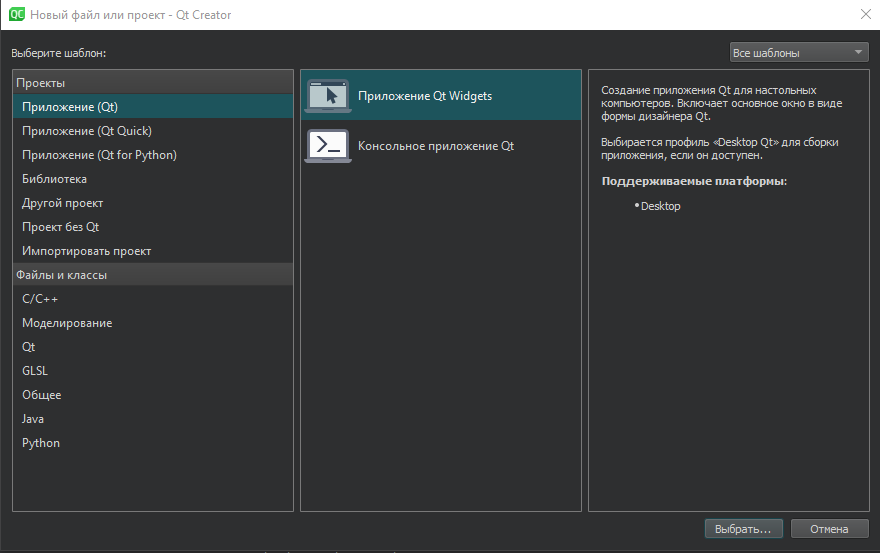 QC Новый файл или проект - Qt Creator
Выберите шаблон:
Все шаблоны
Проекты
Приложение (Qt)
Приложение (Qt Quick)
Приложение (Qt for Python)
Библиотека
Другой проект
Проект без Qt
Импортировать проект
Файлы и классы
C/C++
Моделирование
Qt
GLSL
Общее
Java
Python
Приложение Qt Widgets
Консольное приложение Qt
Создание приложения Qt для настольных
компьютеров. Включает основное окно в виде
формы дизайнера Qt.
Выбирается профиль «Desktop Qt» для сборки
приложения, если он доступен.
Поддерживаемые платформы:
• Desktop
Выбрать...
Отмена